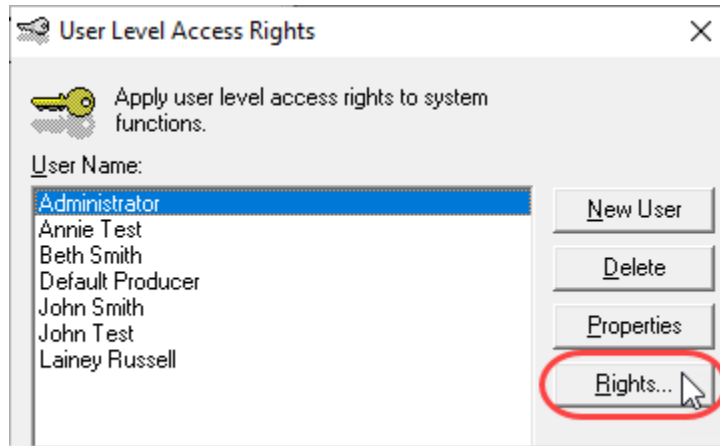 User Level Access Rights
Apply user level access rights to system
functions.
User Name:
Administrator
Annie Test
Beth Smith
Default Producer
John Smith
John Test
Lainey Russell
New User
Delete
Properties
Rights...